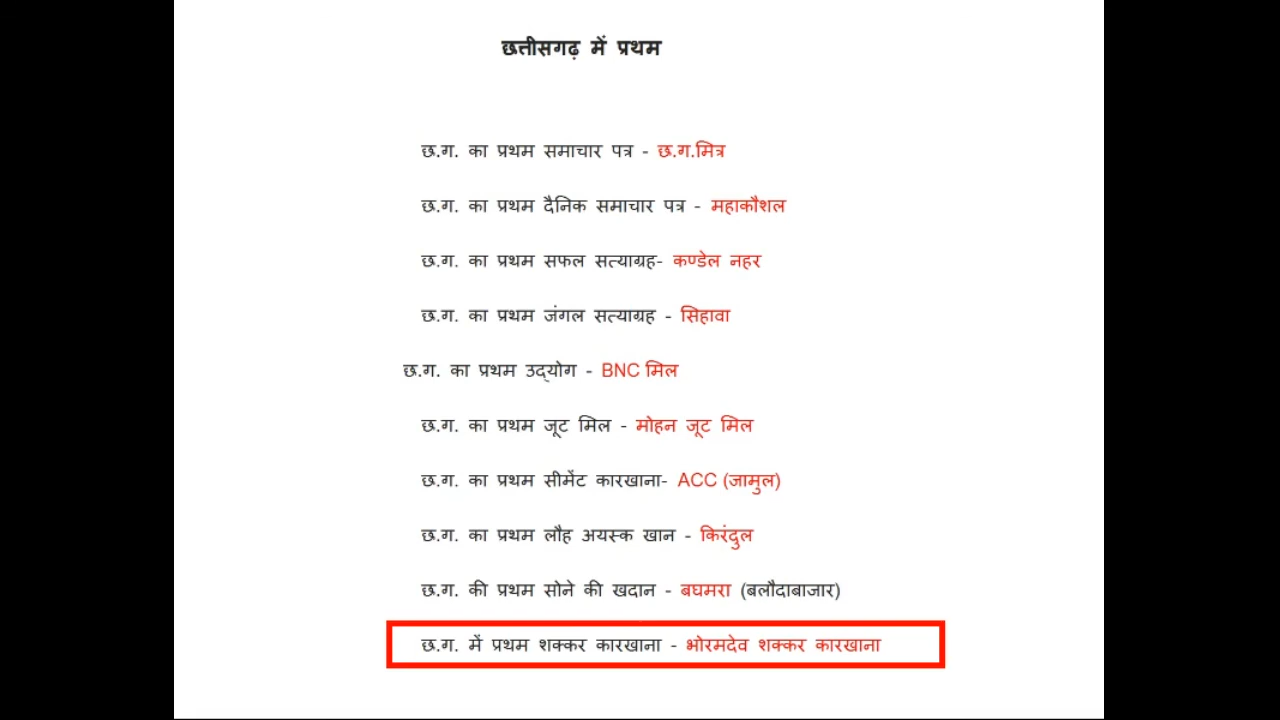 छत्तीसगढ़ में प्रथम
छ.ग. का प्रथम समाचार पत्र - छ.ग.मित्र
छ.ग. का प्रथम दैनिक समाचार पत्र - महाकौशल
छ.ग. का प्रथम सफल सत्याग्रह- कण्डेल नहर
छ.ग. का प्रथम जंगल सत्याग्रह - सिहावा
छ.ग. का प्रथम उद्योग - BNC मिल
छ.ग. का प्रथम जूट मिल - मोहन जूट मिल
छ.ग. का प्रथम सीमेंट कारखाना- ACC (जामुल)
छ.ग. का प्रथम लौह अयस्क खान - किरंदुल
छ.ग. की प्रथम सोने की खदान - बघमरा (बलौदाबाजार)
छ.ग. में प्रथम शक्कर कारखाना - भोरमदेव शक्कर कारखाना